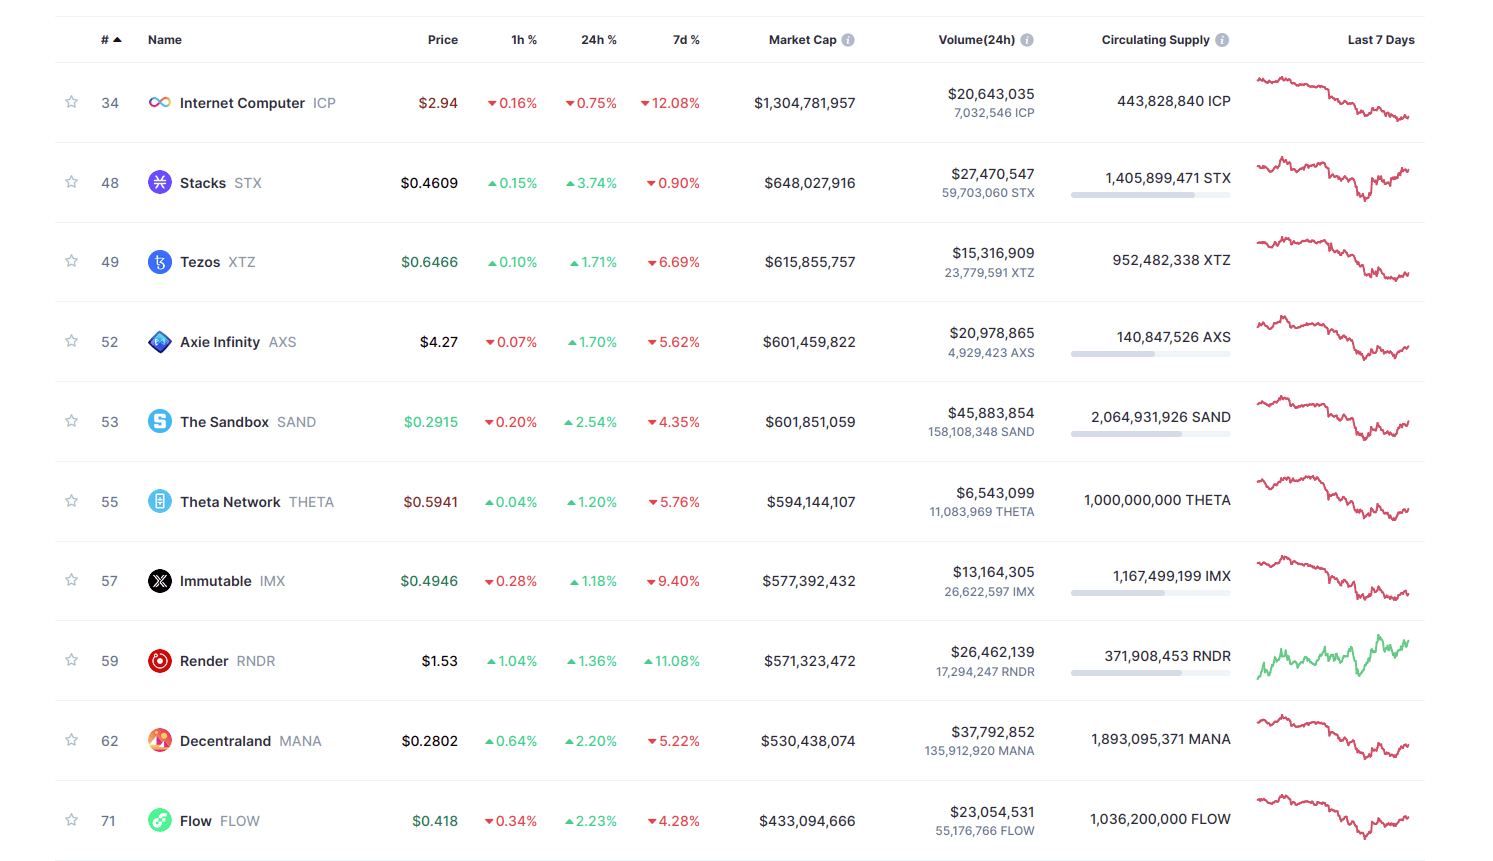 # Name Price 1h % 24h % 7d % Market Cap Volume(24h) Circulating Supply Last 7 Days
34 Internet Computer ICP $2.94 0.16% 0.75% 12.08% $1,304,781,957 $20,643,035 443,828,840 ICP
7,032,546 ICP
48 Stacks STX $0.4609 0.15% 3.74% 0.90% $648,027,916 $27,470,547 1,405,899,471 STX
59,703,060 STX
49 Tezos XTZ $0.6466 0.10% 1.71% 6.69% $615,855,757 $15,316,909 952,482,338 XTZ
23,779,591 XTZ
52 Axie Infinity AXS $4.27 0.07% 1.70% 5.62% $601,459,822 $20,978,865 140,847,526 AXS
4,929,423 AXS
53 The Sandbox SAND $0.2915 0.20% 2.54% 4.35% $601,851,059 $45,883,854 2,064,931,926 SAND
158,108,348 SAND
55 Theta Network THETA $0.5941 0.04% 1.20% 5.76% $594,144,107 $6,543,099 1,000,000,000 THETA
11,083,969 THETA
57 Immutable IMX $0.4946 0.28% 1.18% 9.40% $577,392,432 $13,164,305 1,167,499,199 IMX
26,622,597 IMX
59 Render RNDR $1.53 1.04% 1.36% 11.08% $571,323,472 $26,462,139 371,908,453 RNDR
17,294,247 RNDR
62 Decentraland MANA $0.2802 0.64% 2.20% 5.22% $530,438,074 $37,792,852 1,893,095,371 MANA
135,912,920 MANA
71 Flow FLOW $0.418 0.34% 2.23% 4.28% $433,094,666 $23,054,531 1,036,200,000 FLOW
55,176,766 FLOW